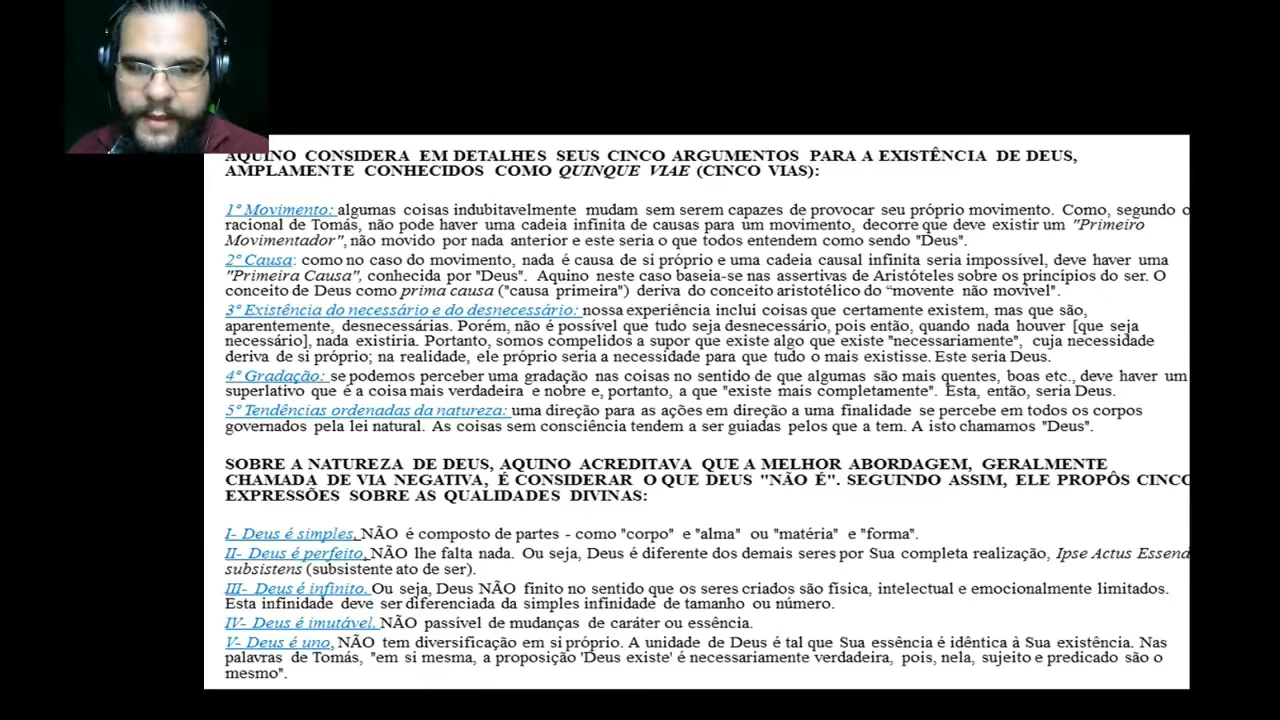 AQUINO CONSIDERA EM DETALHES SEUS CINCO ARGUMENTOS PARA A EXISTÊNCIA DE DEUS,
AMPLAMENTE CONHECIDOS COMO QUINQUE VIAE (CINCO VIAS):
1º Movimento: algumas coisas indubitavelmente mudam sem serem capazes de provocar seu próprio movimento. Como, segundo o
racional de Tomás, não pode haver uma cadeia infinita de causas para um movimento, decorre que deve existir um "Primeiro
Movimentador", não movido por nada anterior e este seria o que todos entendem como sendo "Deus".
2º Causa: como no caso do movimento, nada é causa de si próprio e uma cadeia causal infinita seria impossível, deve haver uma
"Primeira Causa", conhecida por "Deus". Aquino neste caso baseia-se nas assertivas de Aristóteles sobre os princípios do ser. O
conceito de Deus como prima causa ("causa primeira") deriva do conceito aristotélico do “movente não movível".
3º Existência do necessário e do desnecessário: nossa experiência inclui coisas que certamente existem, mas que são,
aparentemente, desnecessárias. Porém, não é possível que tudo seja desnecessário, pois então, quando nada houver [que seja
necessário], nada existiria. Portanto, somos compelidos a supor que existe algo que existe "necessariamente", cuja necessidade
deriva de si próprio; na realidade, ele próprio seria a necessidade para que tudo o mais existisse. Este seria Deus.
4º Gradação: se podemos perceber uma gradação nas coisas no sentido de que algumas são mais quentes, boas etc., deve haver um
superlativo que é a coisa mais verdadeira e nobre e, portanto, a que "existe mais completamente". Esta, então, seria Deus.
5º Tendências ordenadas da natureza: uma direção para as ações em direção a uma finalidade se percebe em todos os corpos
governados pela lei natural. As coisas sem consciência tendem a ser guiadas pelos que a tem. A isto chamamos "Deus".
SOBRE A NATUREZA DE DEUS, AQUINO ACREDITAVA QUE A MELHOR ABORDAGEM, GERALMENTE
CHAMADA DE VIA NEGATIVA, É CONSIDERAR O QUE DEUS "NÃO É". SEGUINDO ASSIM, ELE PROPÔS CINCO
EXPRESSÕES SOBRE AS QUALIDADES DIVINAS:
I- Deus é simples, NÃO é composto de partes - como "corpo" e "alma" ou "matéria" e "forma".
II- Deus é perfeito, NÃO lhe falta nada. Ou seja, Deus é diferente dos demais seres por Sua completa realização, Ipse Actus Essend
subsistens (subsistente ato de ser).
III- Deus é infinito. Ou seja, Deus NÃO finito no sentido que os seres criados são física, intelectual e emocionalmente limitados.
Esta infinidade deve ser diferenciada da simples infinidade de tamanho ou número.
IV- Deus é imutável, NÃO passível de mudanças de caráter ou essência.
V- Deus é uno, NÃO tem diversificação em si próprio. A unidade de Deus é tal que Sua essência é idêntica à Sua existência. Nas
palavras de Tomás, "em si mesma, a proposição 'Deus existe' é necessariamente verdadeira, pois, nela, sujeito e predicado são o
mesmo".